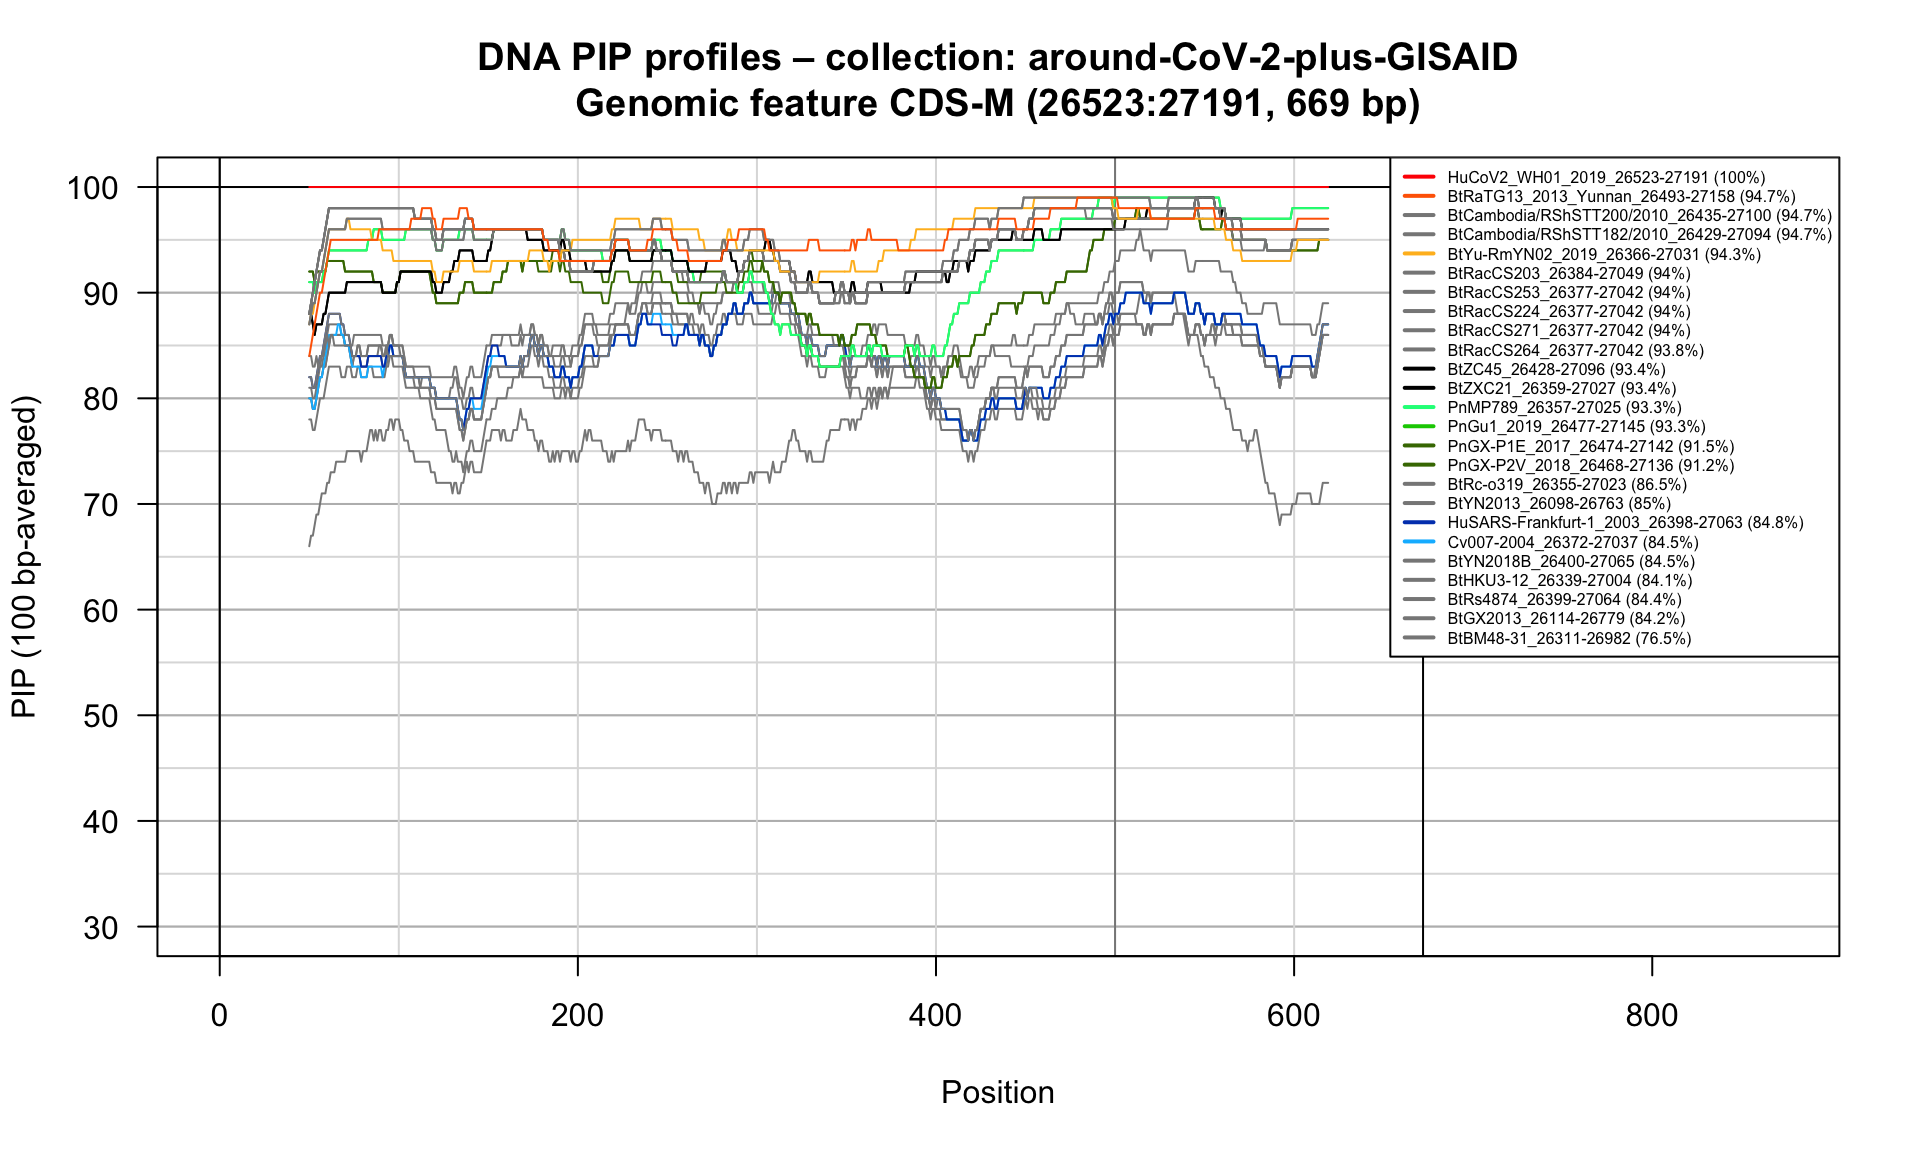 DNA PIP profiles – collection: around-CoV-2-plus-GISAID
Genomic feature CDS-M (26523:27191, 669 bp)
PIP (100 bp-averaged)
100
90
80
70
60
50
40
30
HuCoV2_WH01_2019_26523-27191 (100%)
BtRaTG13_2013_Yunnan_26493-27158 (94.7%)
BtCambodia/RShSTT200/2010_26435-27100 (94.7%)
BtCambodia/RShSTT182/2010_26429-27094 (94.7%)
BtYu-RmYN02_2019_26366-27031 (94.3%)
BtRacCS203_26384-27049 (94%)
BtRacCS253_26377-27042 (94%)
BtRacCS224_26377-27042 (94%)
BtRacCS271_26377-27042 (94%)
BtRacCS264_26377-27042 (93.8%)
BtZC45_26428-27096 (93.4%)
BtZXC21_26359-27027 (93.4%)
PnMP789_26357-27025 (93.3%)
PnGu1_2019_26477-27145 (93.3%)
PnGX-P1E_2017_26474-27142 (91.5%)
PnGX-P2V_2018_26468-27136 (91.2%)
BtRc-o319_26355-27023 (86.5%)
BtYN2013_26098-26763 (85%)
HuSARS-Frankfurt-1_2003_26398-27063 (84.8%)
Cv007-2004_26372-27037 (84.5%)
BtYN2018B_26400-27065 (84.5%)
BtHKU3-12_26339-27004 (84.1%)
BtRs4874_26399-27064 (84.4%)
BtGX2013_26114-26779 (84.2%)
BtBM48-31_26311-26982 (76.5%)
0
200
400
600
800
Position